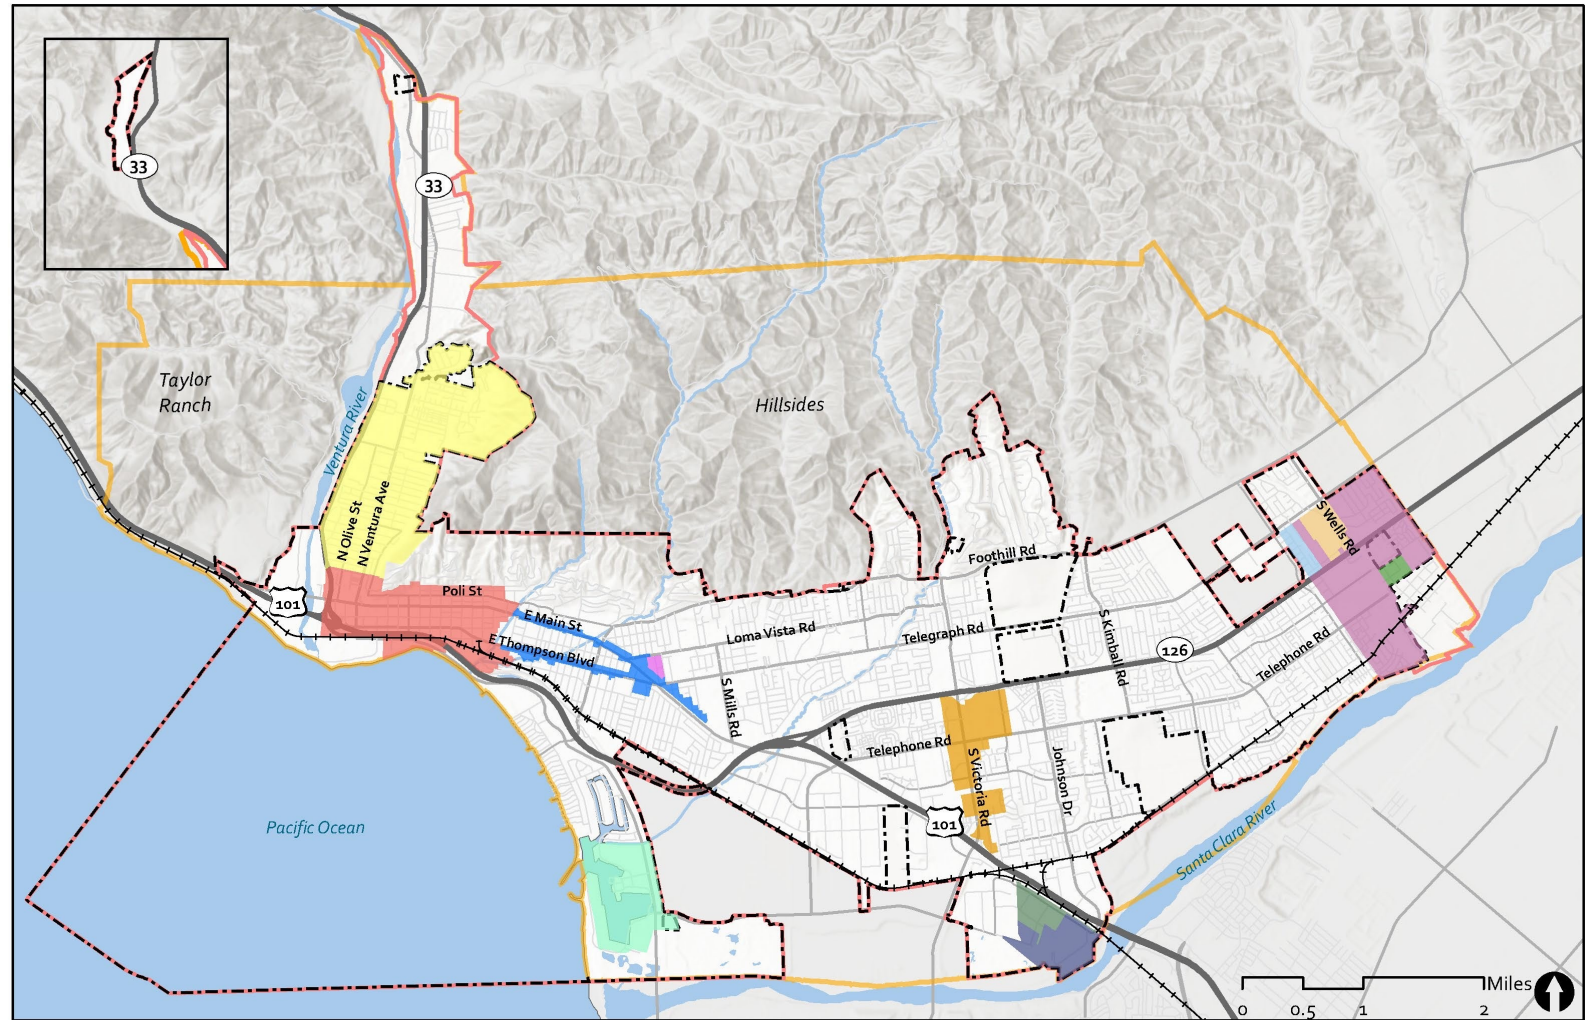 33
33
Taylor
Ranch
Ventura River
Hillsides
N Olive St
N Ventura Ave
S Wells Rd
Foothill Rd
101
Poli St
E Main St
Loma Vista Rd
Telegraph Rd
S Kimball Rd
E Thompson Blvd
126
Telephone Rd
S Mills Rd
Telephone Rd
S Victoria Rd
Johnson Dr
101
Pacific Ocean
Santa Clara River
Miles
0 0.5 1 2